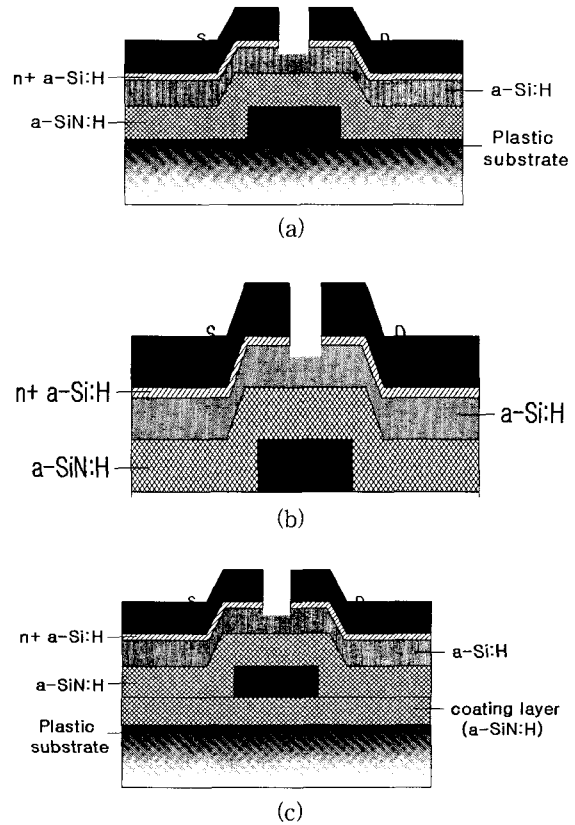 S D
n+ a-Si:H
a-Si:H
a-SiN:H
Plastic
substrate
(a)
S D
n+ a-Si:H
a-Si:H
a-SiN:H
(b)
S D
n+ a-Si:H
a-Si:H
a-SiN:H
coating layer
(a-SiN:H)
Plastic
substrate
(c)